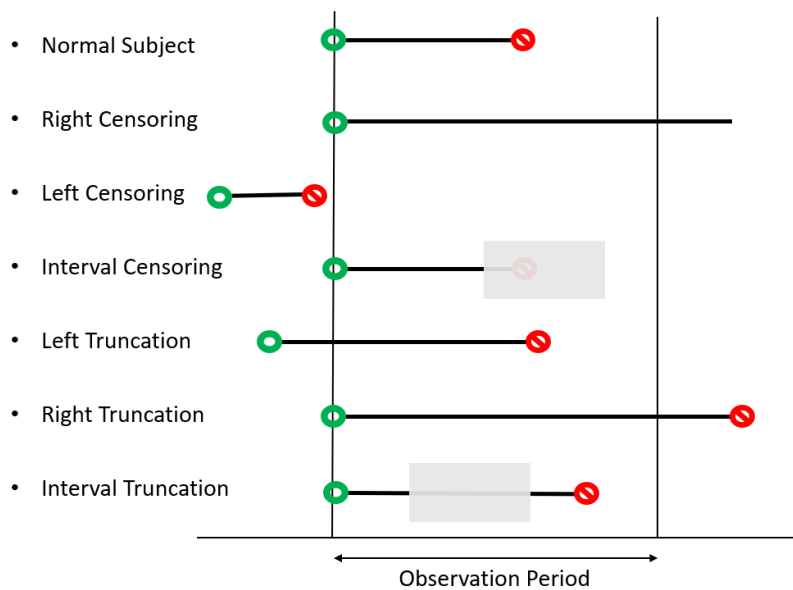 • Normal Subject
• Right Censoring
• Left Censoring
• Interval Censoring
• Left Truncation
• Right Truncation
• Interval Truncation
Observation Period